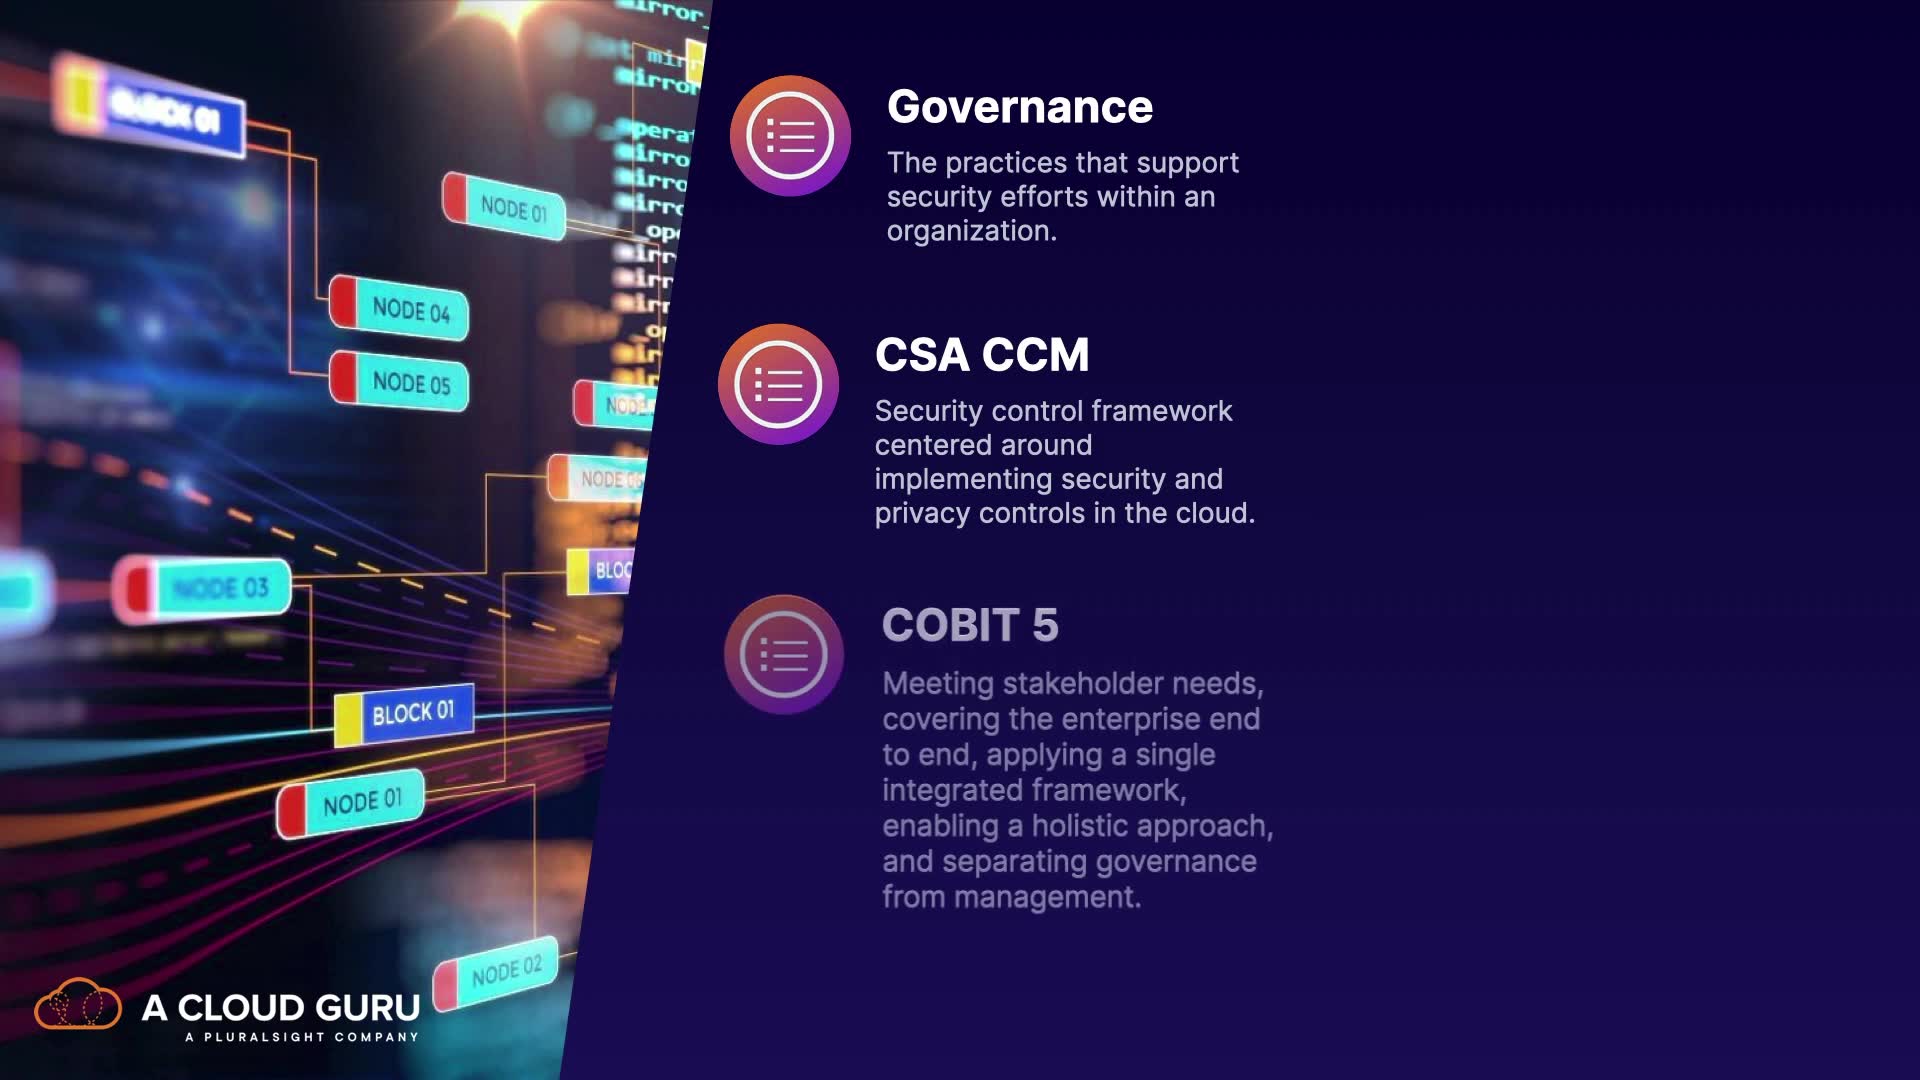 Governance
The practices that support
security efforts within an
organization.
CSA CCM
Security control framework
centered around
implementing security and
privacy controls in the cloud.
COBIT 5
Meeting stakeholder needs,
covering the enterprise end
to end, applying a single
integrated framework,
enabling a holistic approach,
and separating governance
from management.
BLOCK 01
NODE 01
NODE 04
NODE 05
NODE 03
BLOCK 01
NODE 01
NODE 02
mirror
A CLOUD GURU
A PLURALSIGHT COMPANY